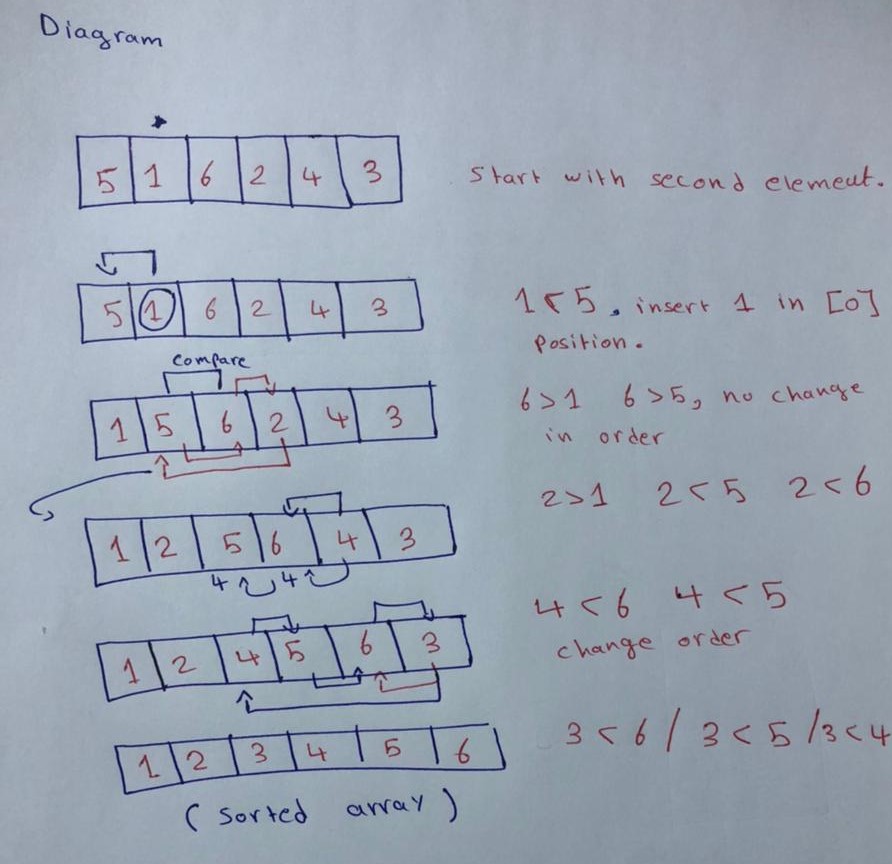 Diagram
5 1 6 2 4 3 Start with second element.
5 1 6 2 4 3 1 < 5, insert 1 in [0]
position.
compare
1 5 6 2 4 3 6 > 1 6 > 5, no change
in order
2 > 1 2 < 5 2 < 6
1 2 5 6 4 3
4 4
4 < 6 4 < 5
change order
1 2 4 5 6 3
1 2 3 4 5 6 3 < 6 / 3 < 5 / 3 < 4
(Sorted array)